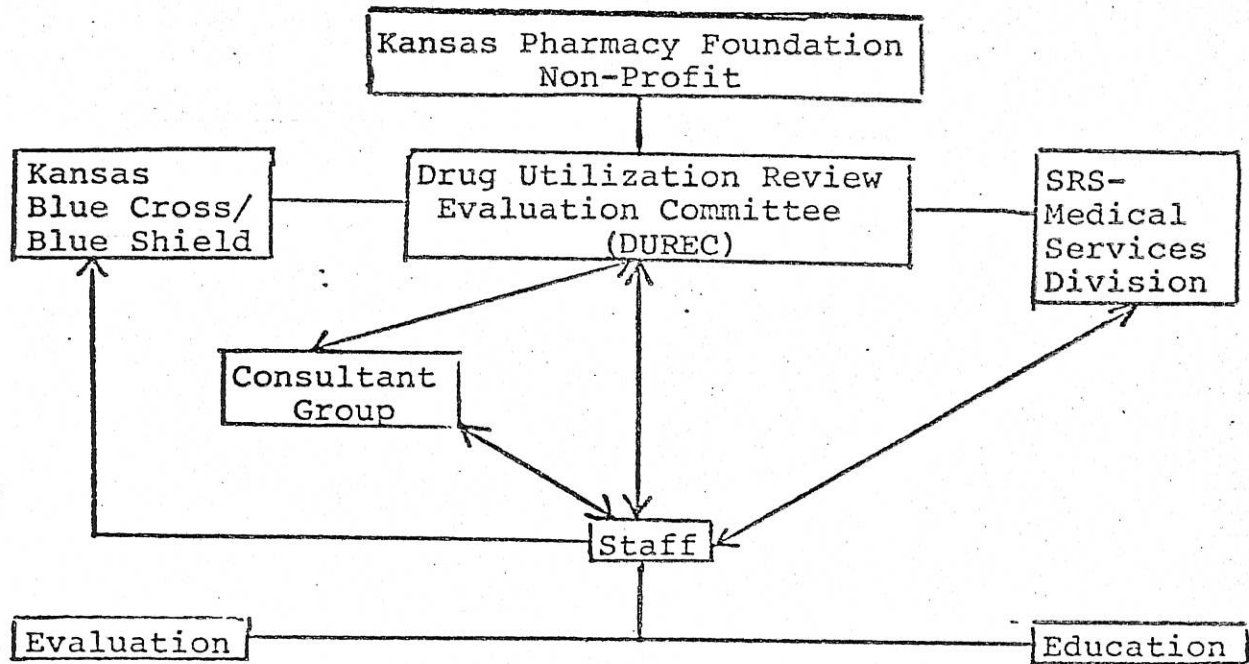 Kansas Pharmacy Foundation
Non-Profit
Kansas
Blue Cross/
Blue Shield
Drug Utilization Review
Evaluation Committee
(DUREC)
SRS-
Medical
Services
Division
Consultant
Group
Staff
Evaluation
Education